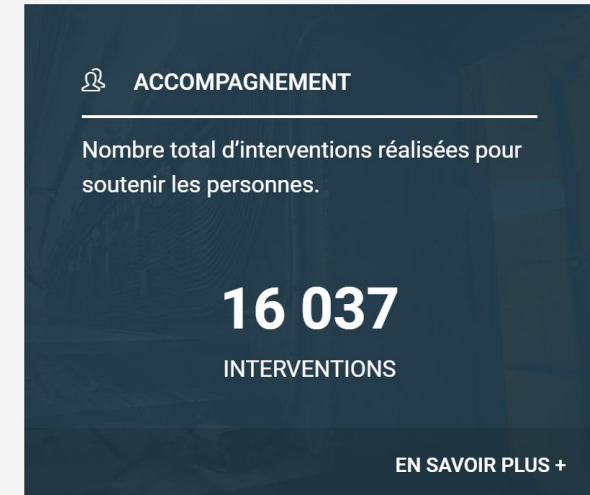 ACCOMPAGNEMENT
Nombre total d’interventions réalisées pour
soutenir les personnes.
16 037
INTERVENTIONS
EN SAVOIR PLUS +